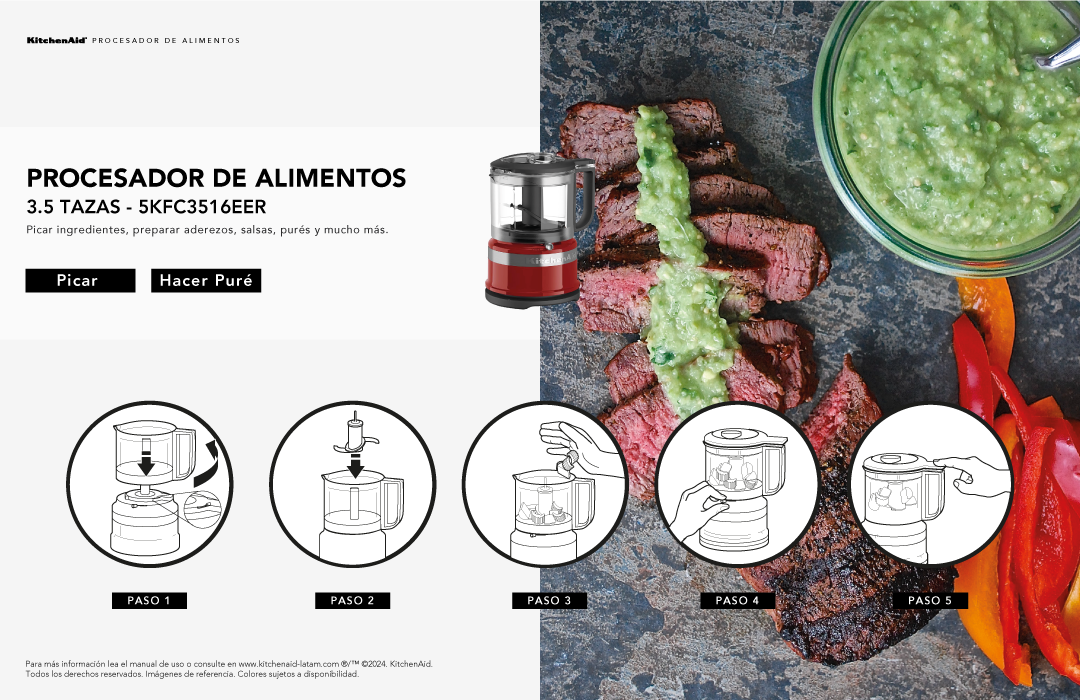 KitchenAid® PROCESADOR DE ALIMENTOS
PROCESADOR DE ALIMENTOS
3.5 TAZAS - 5KFC3516EER
Picar ingredientes, preparar aderezos, salsas, purés y mucho más.
Picar
Hacer Puré
KitchenAid
PASO 1
PASO 2
PASO 3
PASO 4
PASO 5
Para más información lea el manual de uso o consulte en www.kitchenaid-latam.com ®/™ ©2024. KitchenAid.
Todos los derechos reservados. Imágenes de referencia. Colores sujetos a disponibilidad.